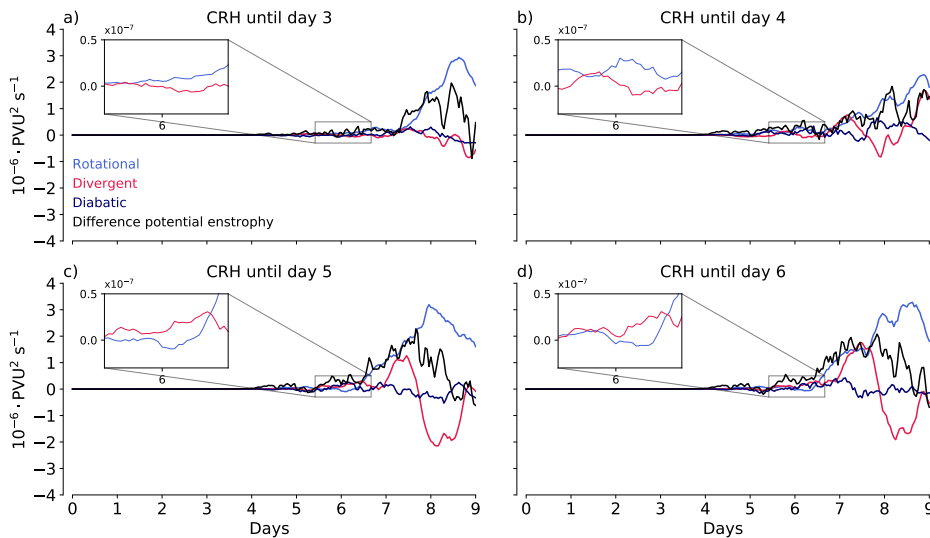 a) CRH until day 3
x10⁻⁷
0.5
0.0
6
4
3
2
1
0
−1
−2
−3
−4
10⁻⁶ · PVU² s⁻¹
Rotational
Divergent
Diabatic
Difference potential enstrophy
b) CRH until day 4
x10⁻⁷
0.5
0.0
6
c) CRH until day 5
x10⁻⁷
0.5
0.0
6
4
3
2
1
0
−1
−2
−3
−4
10⁻⁶ · PVU² s⁻¹
0 1 2 3 4 5 6 7 8 9
Days
d) CRH until day 6
x10⁻⁷
0.5
0.0
6
0 1 2 3 4 5 6 7 8 9
Days